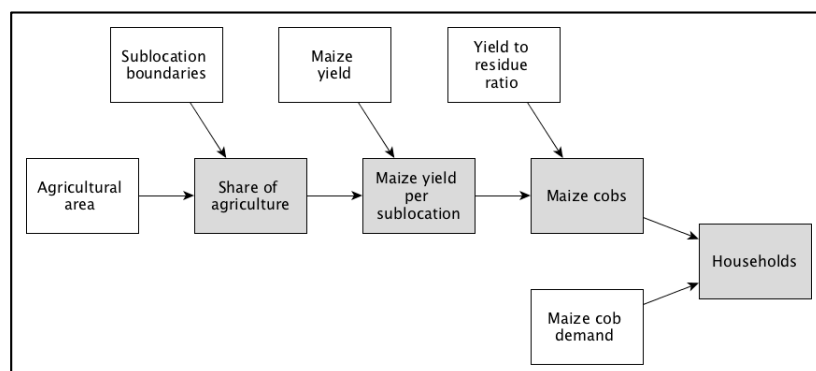 Sublocation
boundaries
Maize
yield
Yield to
residue
ratio
Agricultural
area
Share of
agriculture
Maize yield
per
sublocation
Maize cobs
Households
Maize cob
demand